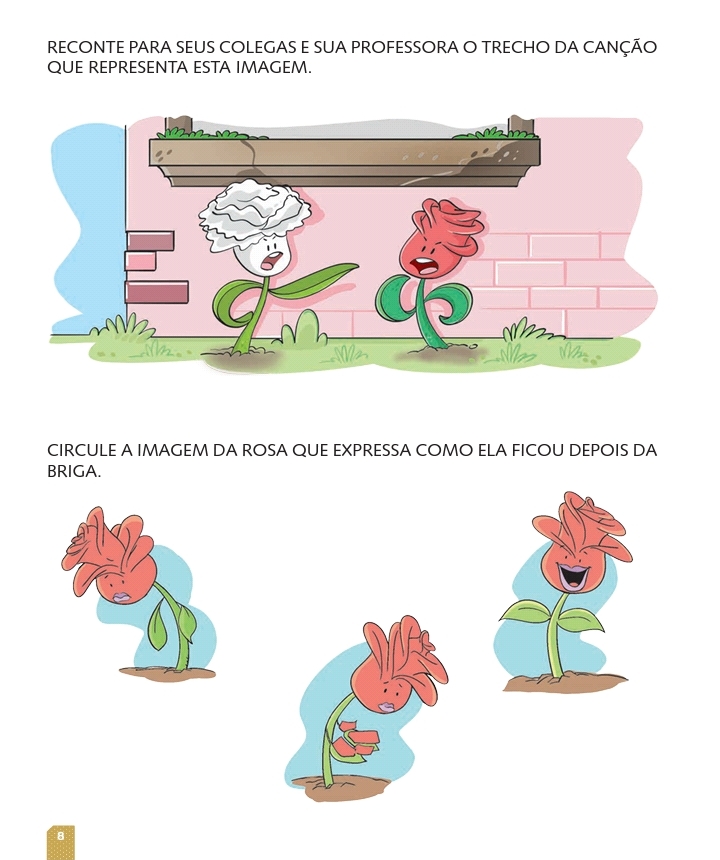 RECONTE PARA SEUS COLEGAS E SUA PROFESSORA O TRECHO DA CANÇÃO
QUE REPRESENTA ESTA IMAGEM.
CIRCULE A IMAGEM DA ROSA QUE EXPRESSA COMO ELA FICOU DEPOIS DA
BRIGA.
8